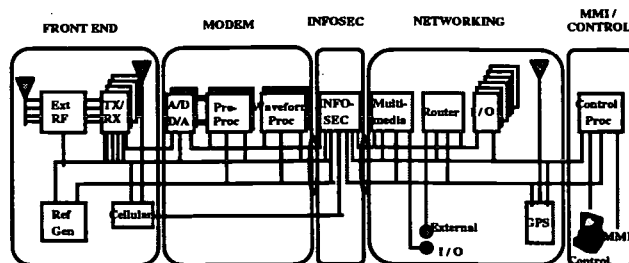 FRONT END
MODEM
INFOSEC
NETWORKING
MMI /
CONTROL
Ext
RF
TX/
RX
A/D
D/A
Pre-
Proc
Waveform
Proc
INFO-
SEC
Multi-
media
Router
I/O
Control
Proc
Ref
Gen
Cellular
External
I/O
GPS
MMI
Control